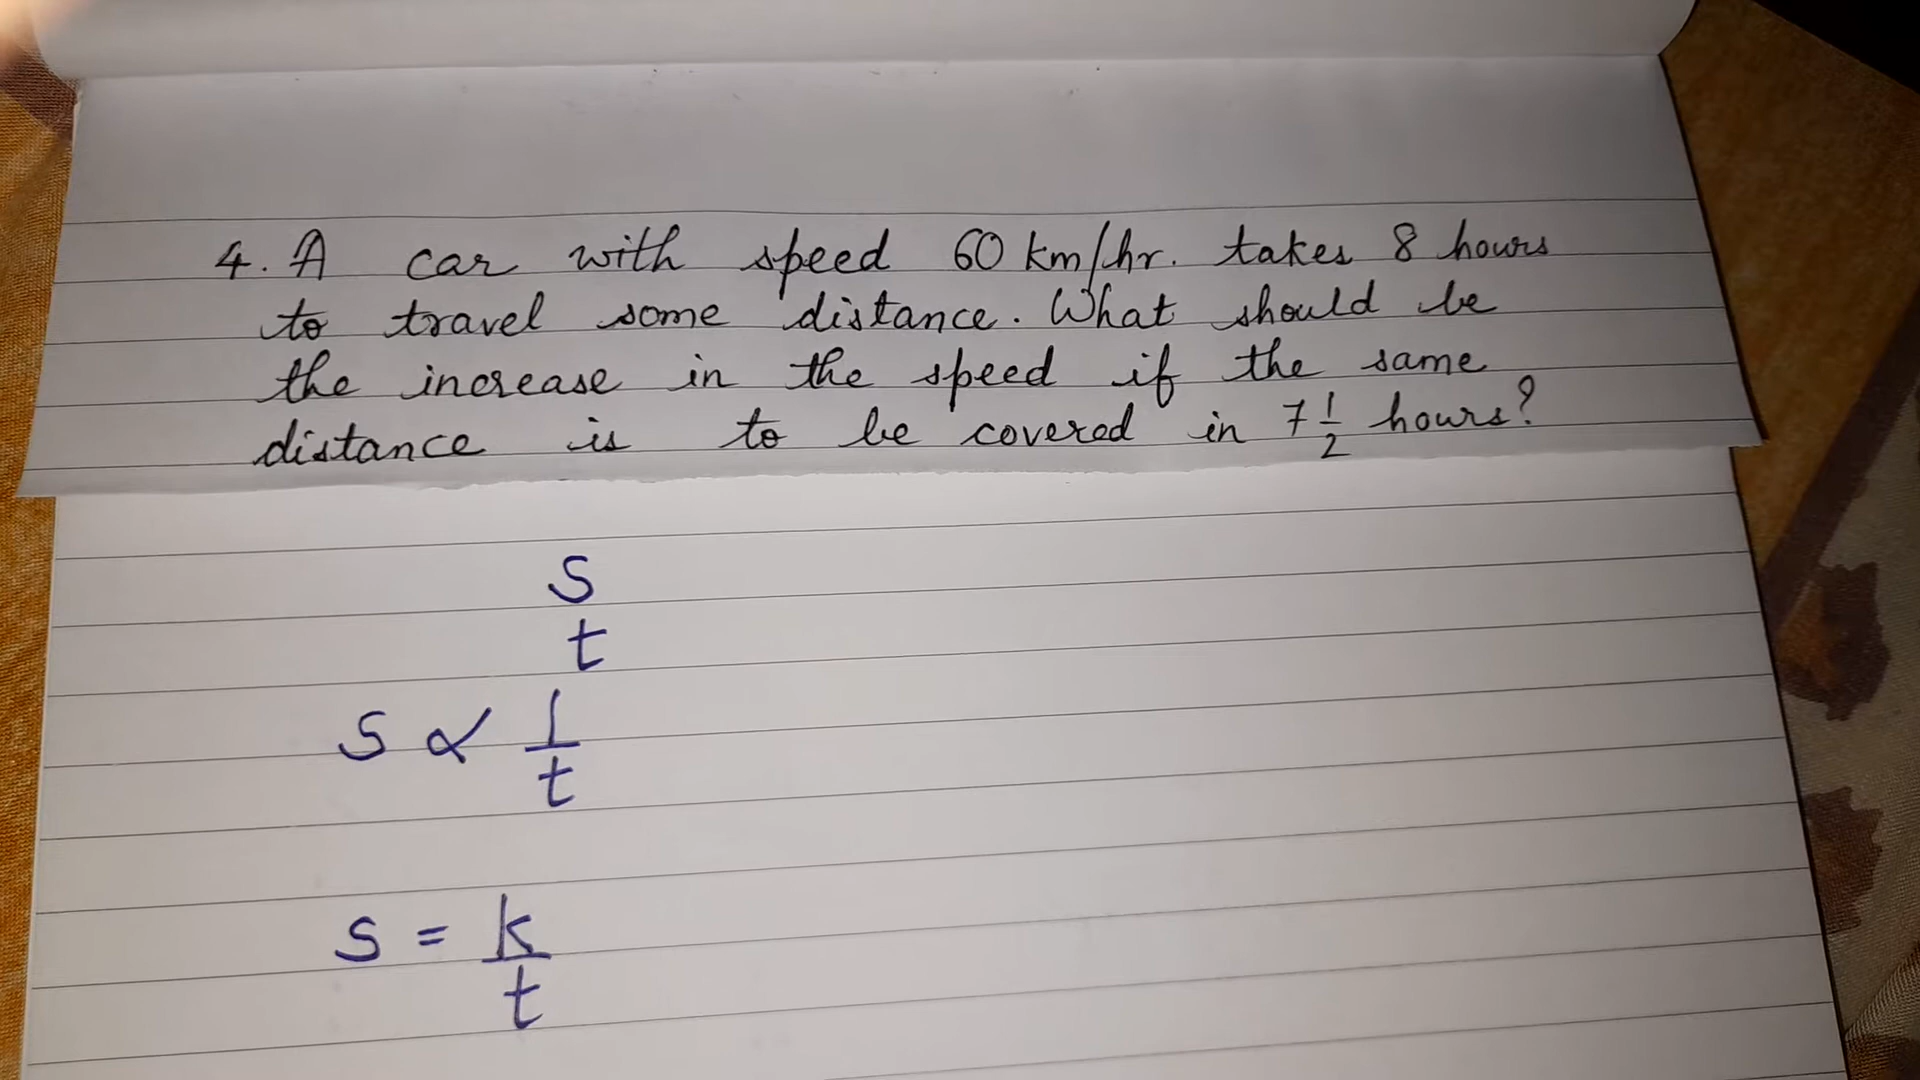 4. A car with speed 60 km/hr. takes 8 hours
to travel some distance. What should be
the increase in the speed if the same
distance is to be covered in 7 1/2 hours?
s
t
s ∝ 1/t
s = k/t